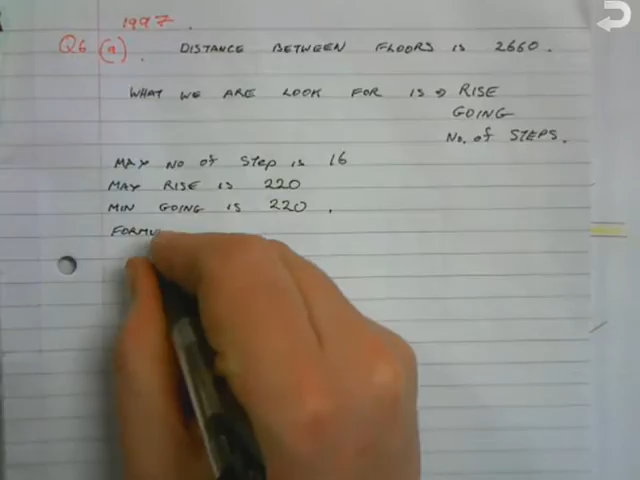 1997.
Q6 (a). DISTANCE BETWEEN FLOORS IS 2660.
WHAT WE ARE LOOK FOR IS → RISE
GOING
No. of STEPS.
MAX NO of Step is 16
MAX RISE IS 220
MIN GOING IS 220.
FORMU